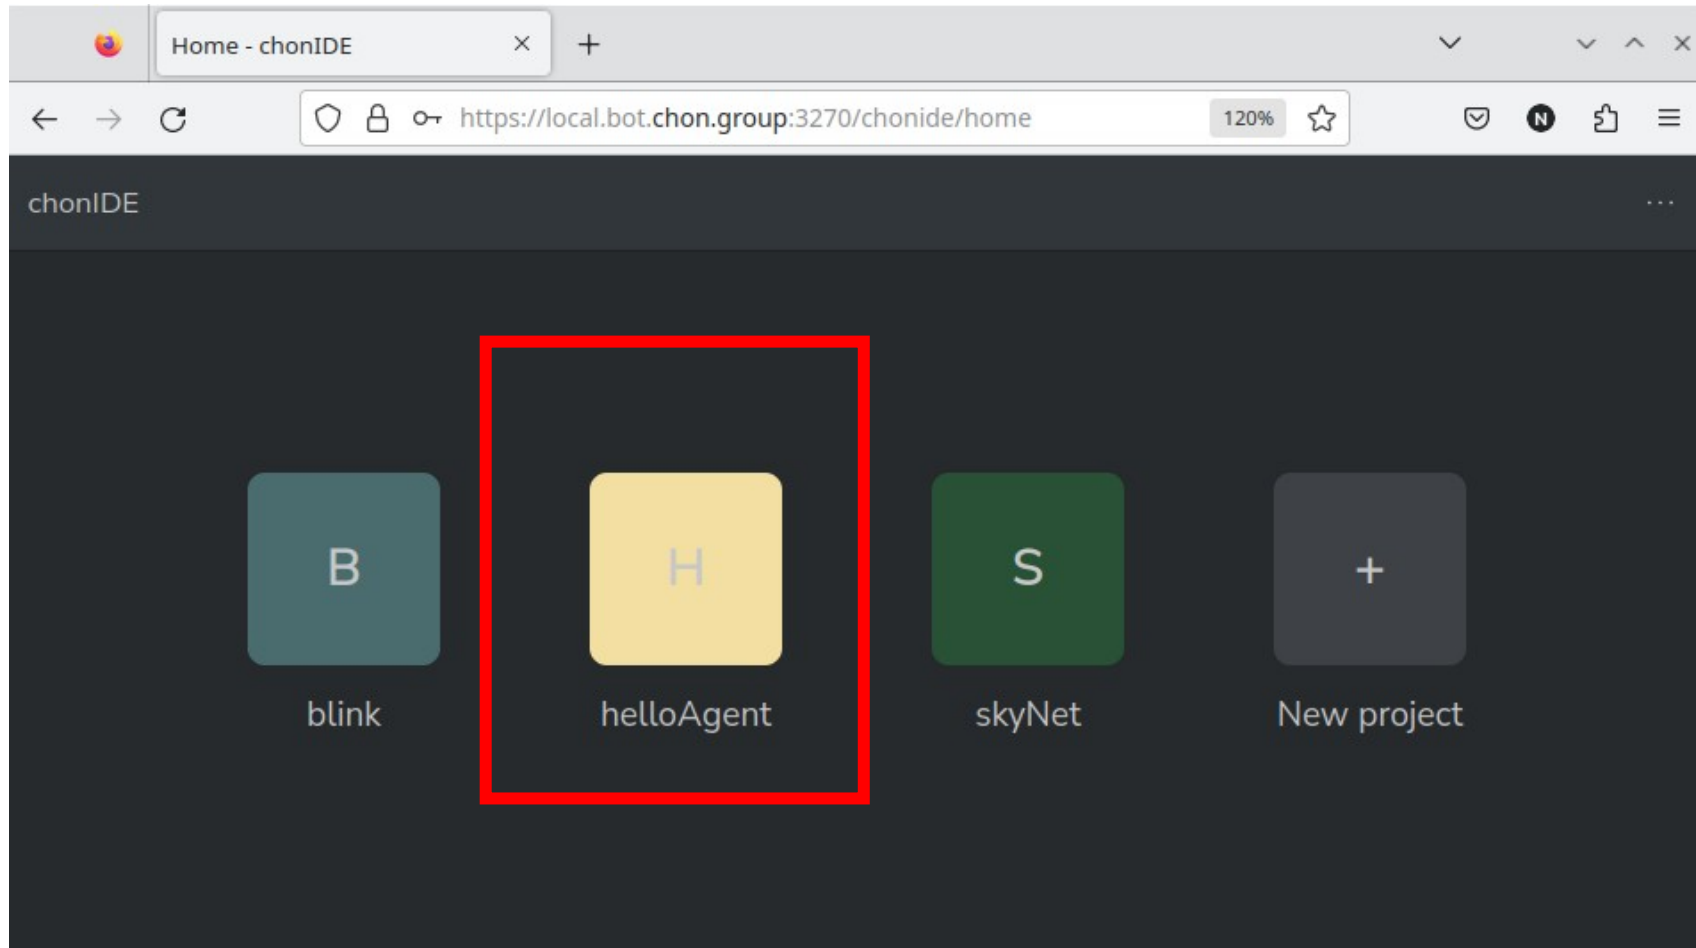 Home - chonIDE
https://local.bot.chon.group:3270/chonide/home 120% N
chonIDE
B H S +
blink helloAgent skyNet New project